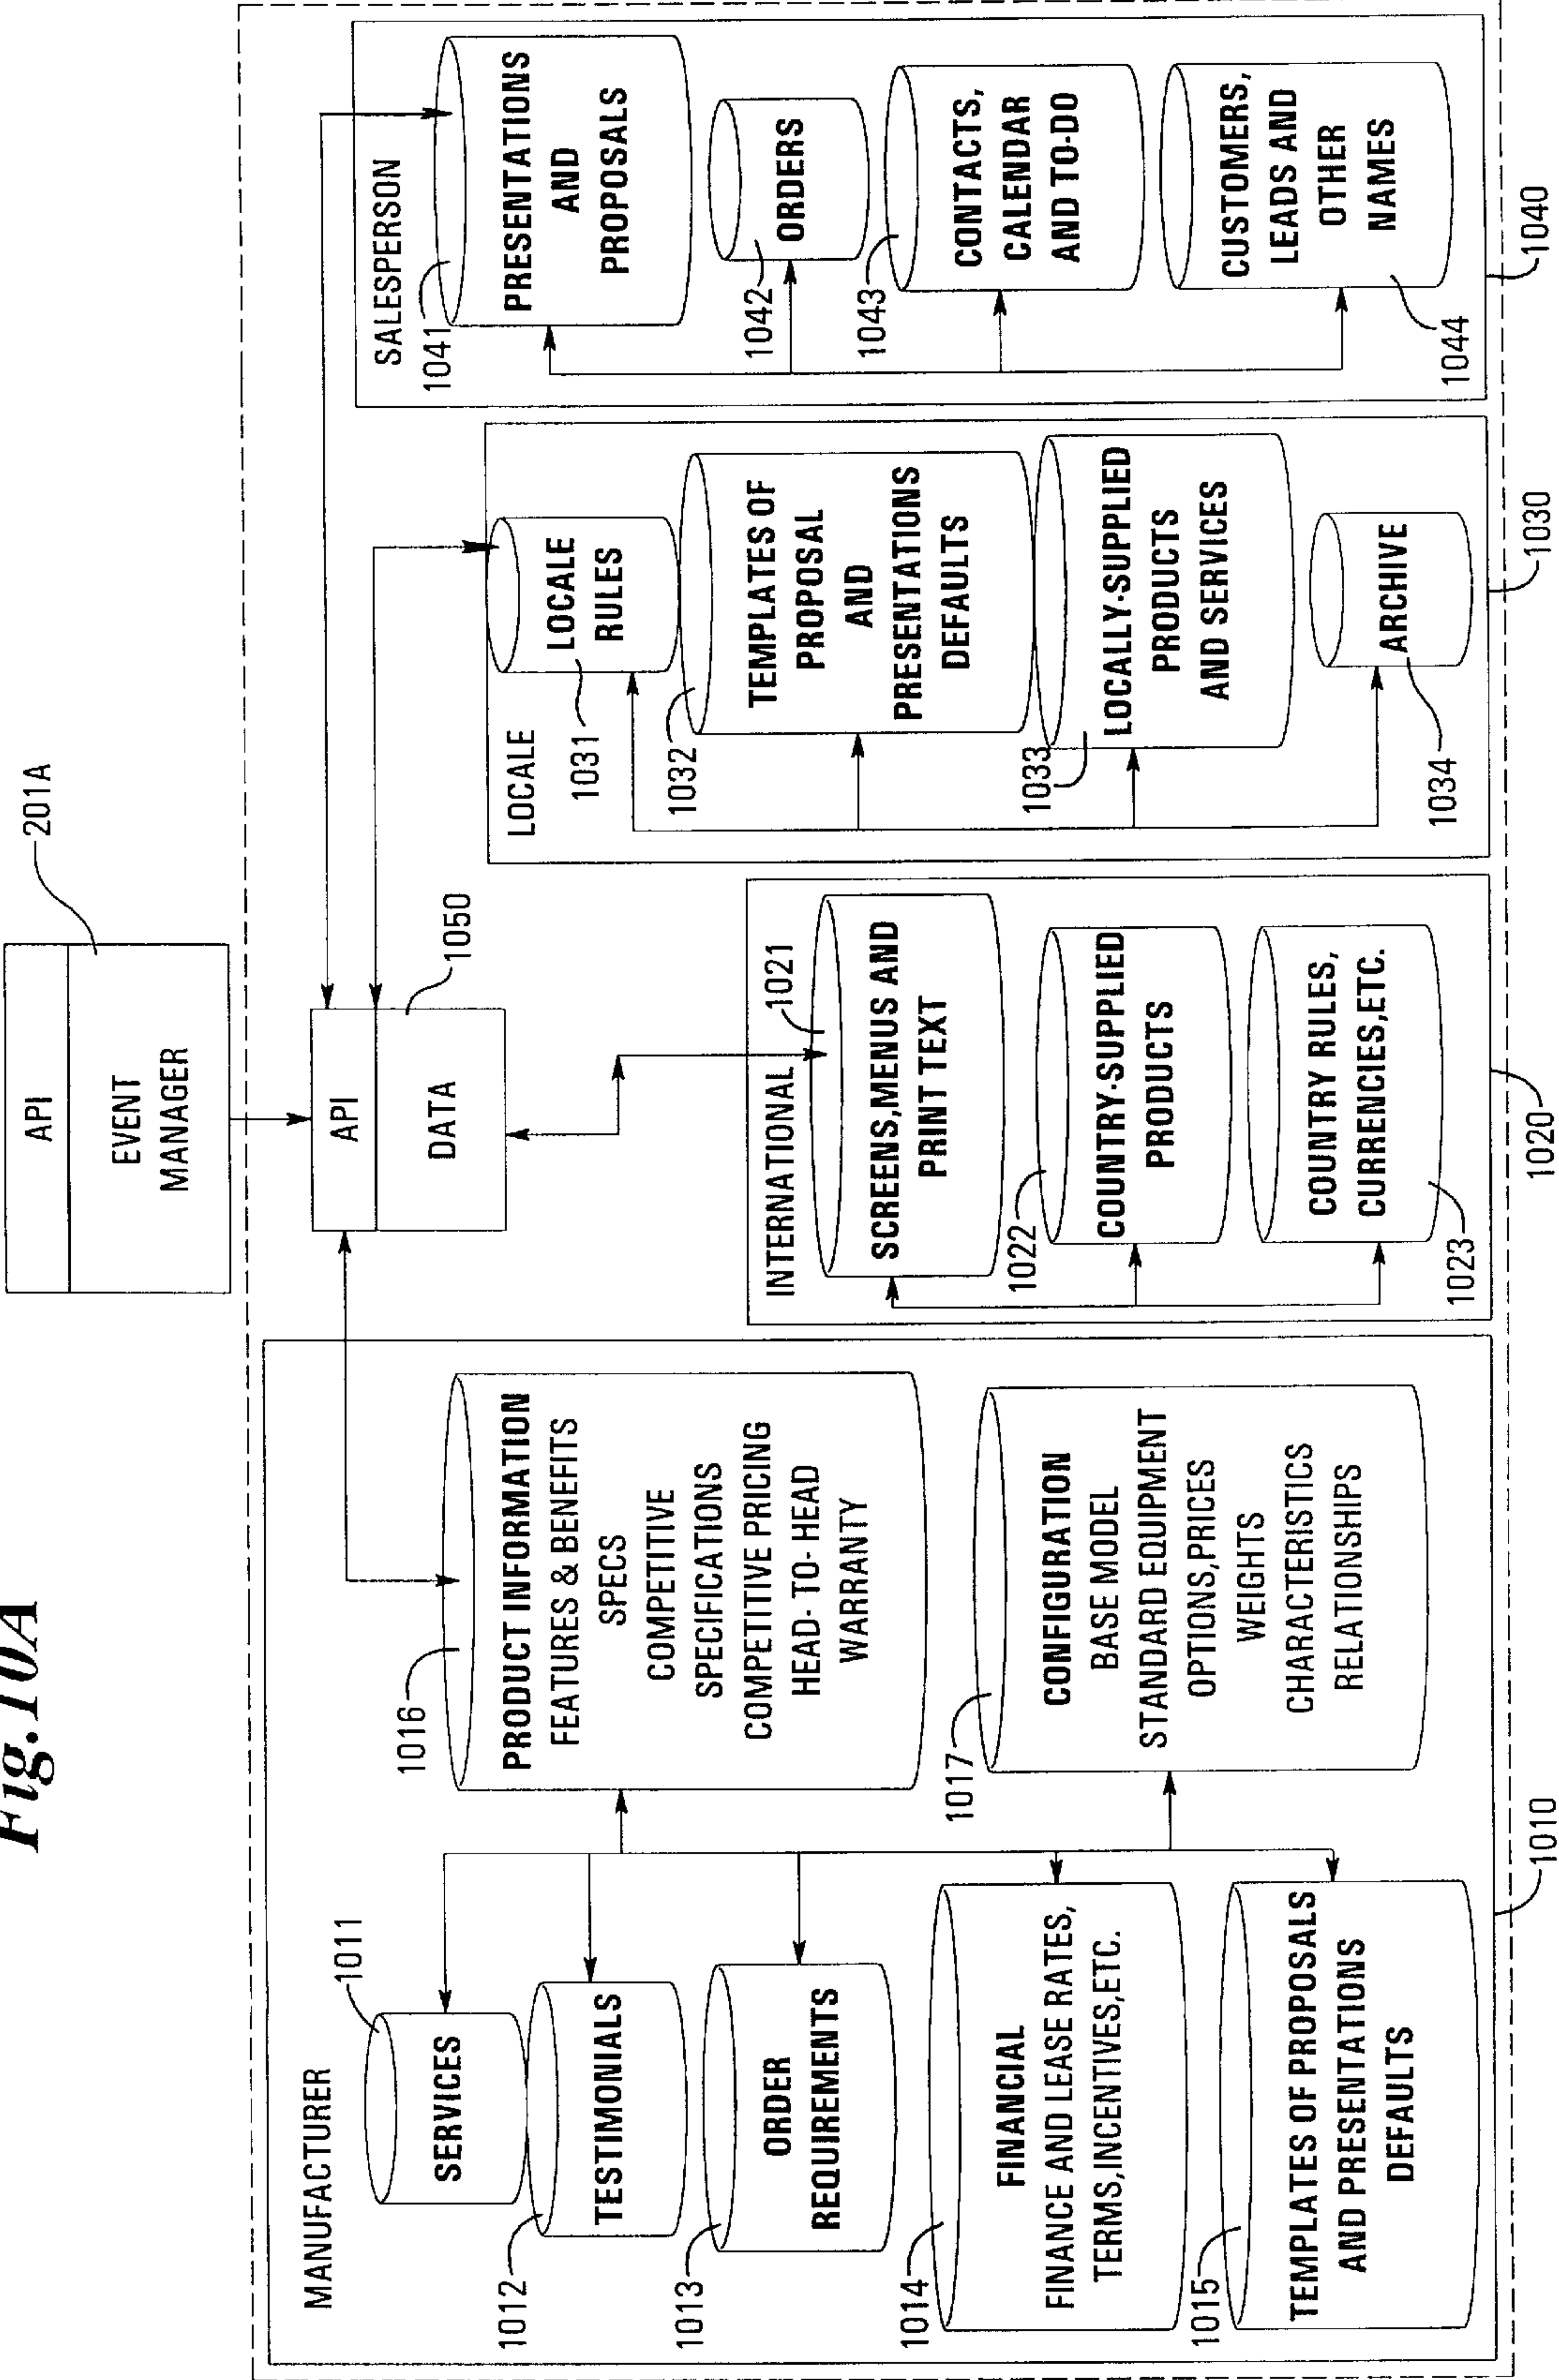 Fig.10A
API
EVENT
MANAGER
201A
API
DATA
1050
MANUFACTURER
1011
SERVICES
1012
TESTIMONIALS
1013
ORDER
REQUIREMENTS
1014
FINANCIAL
FINANCE AND LEASE RATES,
TERMS,INCENTIVES,ETC.
1015
TEMPLATES OF PROPOSALS
AND PRESENTATIONS
DEFAULTS
1016
PRODUCT INFORMATION
FEATURES & BENEFITS
SPECS
COMPETITIVE
SPECIFICATIONS
COMPETITIVE PRICING
HEAD- TO- HEAD
WARRANTY
1017
CONFIGURATION
BASE MODEL
STANDARD EQUIPMENT
OPTIONS,PRICES
WEIGHTS
CHARACTERISTICS
RELATIONSHIPS
1010
INTERNATIONAL
1021
SCREENS,MENUS AND
PRINT TEXT
1022
COUNTRY-SUPPLIED
PRODUCTS
COUNTRY RULES,
CURRENCIES,ETC.
1023
1020
LOCALE
LOCALE
RULES
1031
1032
TEMPLATES OF
PROPOSAL
AND
PRESENTATIONS
DEFAULTS
1033
LOCALLY-SUPPLIED
PRODUCTS
AND SERVICES
ARCHIVE
1034
1030
SALESPERSON
1041
PRESENTATIONS
AND
PROPOSALS
1042
ORDERS
1043
CONTACTS,
CALENDAR
AND TO-DO
CUSTOMERS,
LEADS AND
OTHER
NAMES
1044
1040